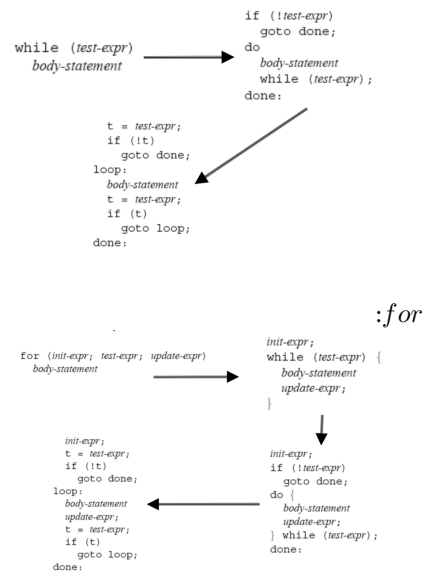 while (test-expr)
body-statement
if (!test-expr)
goto done;
do
body-statement
while (test-expr);
done:
t = test-expr;
if (!t)
goto done;
loop:
body-statement
t = test-expr;
if (t)
goto loop;
done:
:for
for (init-expr; test-expr; update-expr)
body-statement
init-expr;
while (test-expr) {
body-statement
update-expr;
}
init-expr;
t = test-expr;
if (!t)
goto done;
loop:
body-statement
update-expr;
t = test-expr;
if (t)
goto loop;
done:
init-expr;
if (!test-expr)
goto done;
do {
body-statement
update-expr;
} while (test-expr);
done: